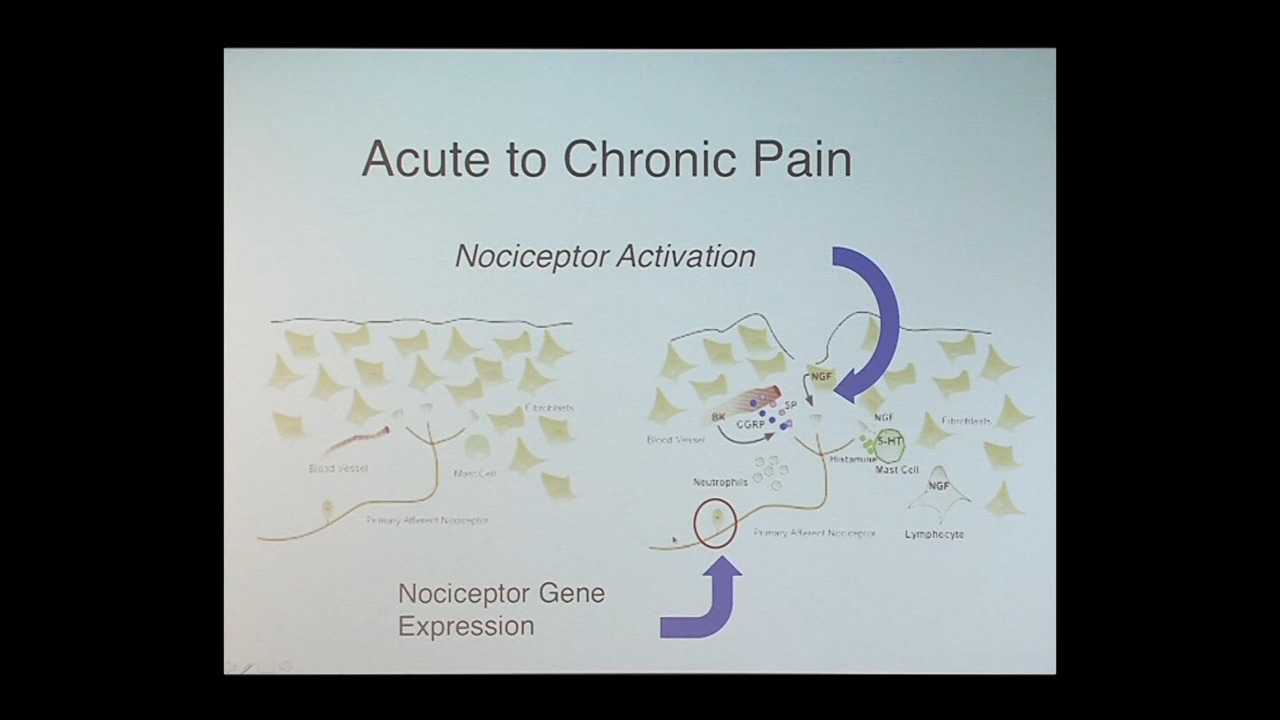 Acute to Chronic Pain
Nociceptor Activation
Fibroblasts
Blood Vessel
Mast Cell
Primary Afferent Nociceptor
NGF
BK
SP
CGRP
NGF
Fibroblasts
Blood Vessel
5-HT
Histamine
Mast Cell
Neutrophils
NGF
Primary Afferent Nociceptor
Lymphocyte
Nociceptor Gene
Expression